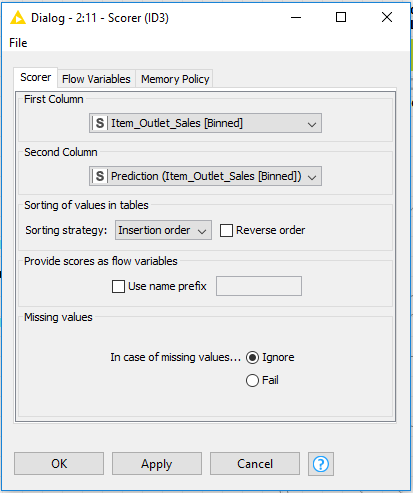 Dialog - 2:11 - Scorer (ID3)
File
Scorer Flow Variables Memory Policy
First Column
S Item_Outlet_Sales [Binned]
Second Column
S Prediction (Item_Outlet_Sales [Binned])
Sorting of values in tables
Sorting strategy: Insertion order Reverse order
Provide scores as flow variables
Use name prefix
Missing values
In case of missing values... Ignore
Fail
OK Apply Cancel ?